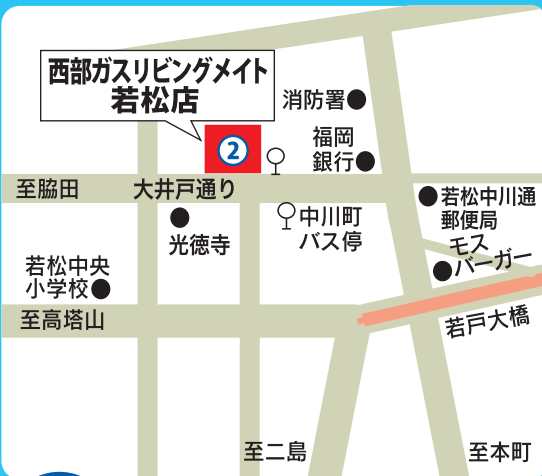 西部ガスリビングメイト
若松店
消防署
②
福岡
銀行
至脇田
大井戸通り
若松中川通
郵便局
中川町
バス停
光徳寺
モス
バーガー
若松中央
小学校
至高塔山
若戸大橋
至二島
至本町